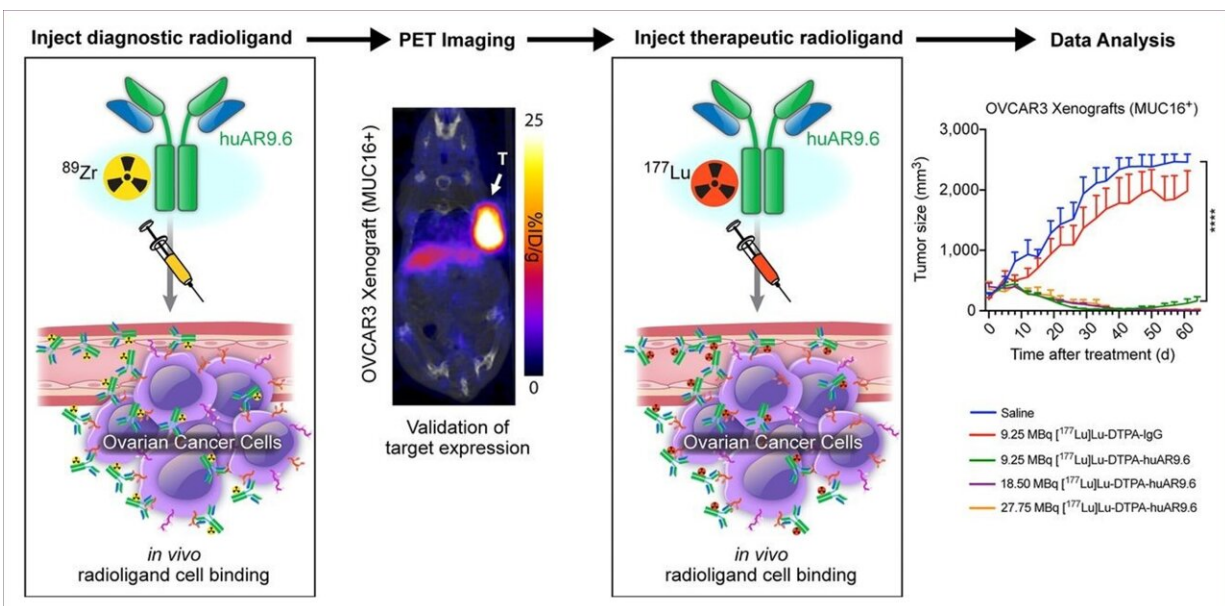 Inject diagnostic radioligand
PET Imaging
Inject therapeutic radioligand
Data Analysis
huAR9.6
⁸⁹Zr
in vivo
radioligand cell binding
Ovarian Cancer Cells
OVCAR3 Xenograft (MUC16+)
T
25
%ID/g
0
Validation of
target expression
huAR9.6
¹⁷⁷Lu
Ovarian Cancer Cells
in vivo
radioligand cell binding
OVCAR3 Xenografts (MUC16⁺)
Tumor size (mm³)
3,000
2,000
1,000
0
0 10 20 30 40 50 60
Time after treatment (d)
****
Saline
9.25 MBq [¹⁷⁷Lu]Lu-DTPA-IgG
9.25 MBq [¹⁷⁷Lu]Lu-DTPA-huAR9.6
18.50 MBq [¹⁷⁷Lu]Lu-DTPA-huAR9.6
27.75 MBq [¹⁷⁷Lu]Lu-DTPA-huAR9.6